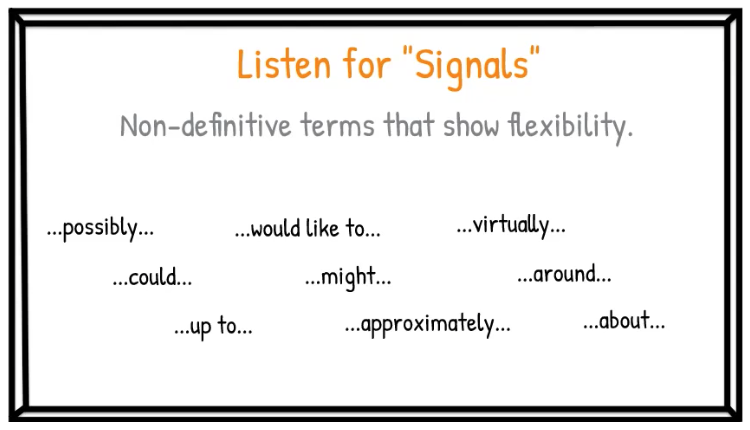 Listen for "Signals"
Non-definitive terms that show flexibility.
...possibly... ...would like to... ...virtually...
...could... ...might... ...around...
...up to... ...approximately... ...about...